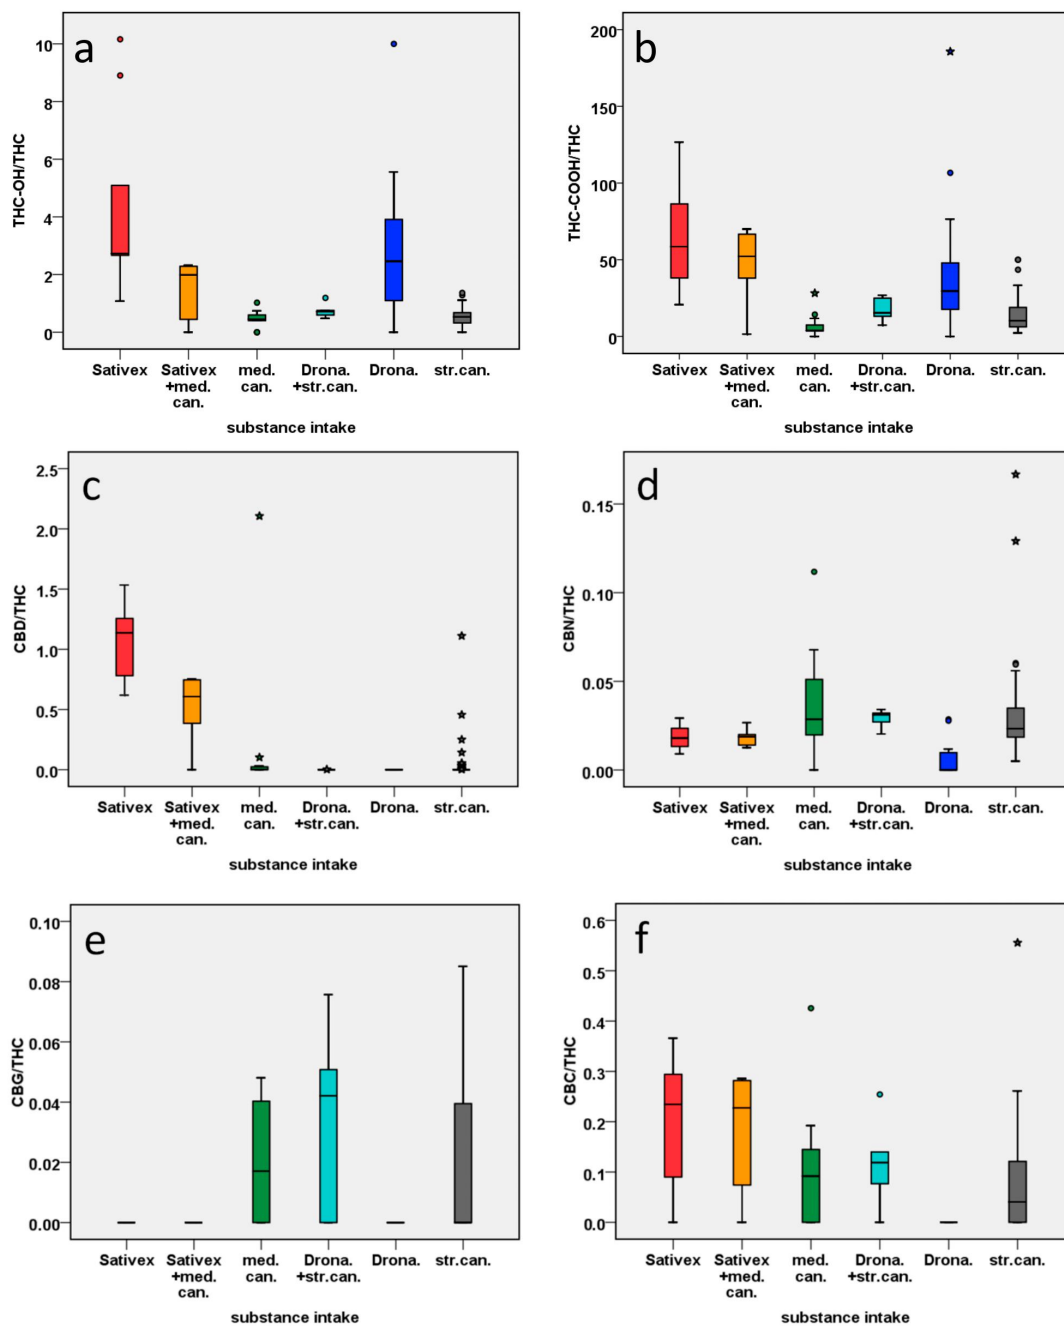 a
THC-OH/THC
10
8
6
4
2
0
Sativex
Sativex
+med.
can.
med.
can.
Drona.
+str.can.
Drona.
str.can.
substance intake
b
THC-COOH/THC
200
150
100
50
0
Sativex
Sativex
+med.
can.
med.
can.
Drona.
+str.can.
Drona.
str.can.
substance intake
c
CBD/THC
2.5
2.0
1.5
1.0
0.5
0.0
Sativex
Sativex
+med.
can.
med.
can.
Drona.
+str.can.
Drona.
str.can.
substance intake
d
CBN/THC
0.15
0.10
0.05
0.00
Sativex
Sativex
+med.
can.
med.
can.
Drona.
+str.can.
Drona.
str.can.
substance intake
e
CBG/THC
0.10
0.08
0.06
0.04
0.02
0.00
Sativex
Sativex
+med.
can.
med.
can.
Drona.
+str.can.
Drona.
str.can.
substance intake
f
CBC/THC
0.6
0.5
0.4
0.3
0.2
0.1
0.0
Sativex
Sativex
+med.
can.
med.
can.
Drona.
+str.can.
Drona.
str.can.
substance intake